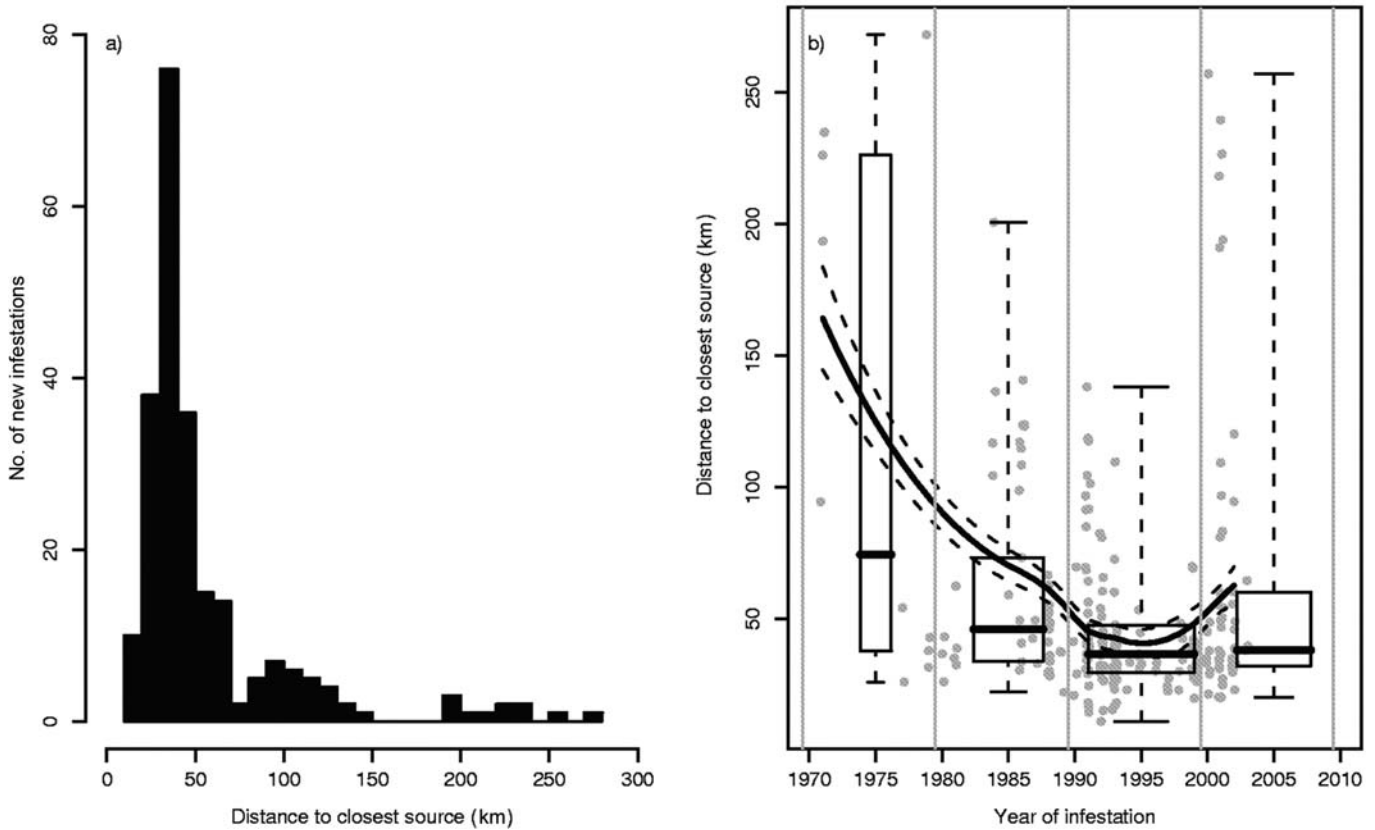 a)
No. of new infestations
80
60
40
20
0
0 50 100 150 200 250 300
Distance to closest source (km)
b)
Distance to closest source (km)
250
200
150
100
50
1970 1975 1980 1985 1990 1995 2000 2005 2010
Year of infestation